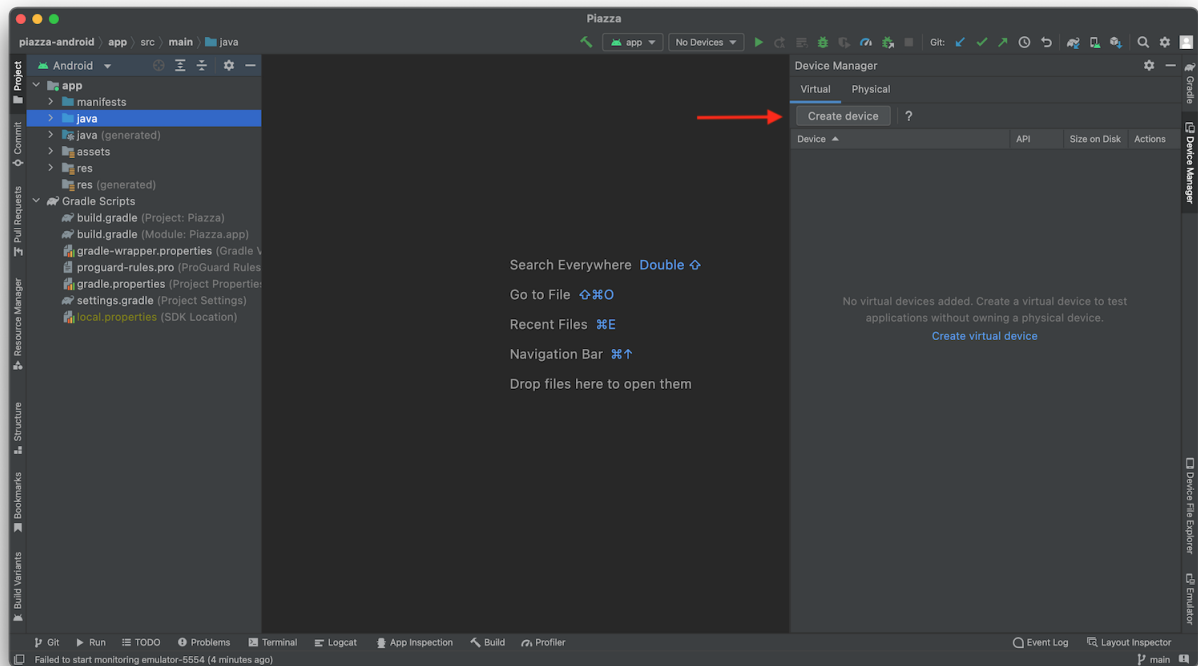 Piazza
piazza-android app src main java
app No Devices Git:
Project
Commit
Pull Requests
Resource Manager
Structure
Bookmarks
Build Variants
Android
app
manifests
java
java (generated)
assets
res
res (generated)
Gradle Scripts
build.gradle (Project: Piazza)
build.gradle (Module: Piazza.app)
gradle-wrapper.properties (Gradle V
proguard-rules.pro (ProGuard Rules
gradle.properties (Project Propertie
settings.gradle (Project Settings)
local.properties (SDK Location)
Search Everywhere Double ⇧
Go to File ⇧⌘O
Recent Files ⌘E
Navigation Bar ⌘↑
Drop files here to open them
Device Manager
Virtual Physical
Create device ?
Device API Size on Disk Actions
No virtual devices added. Create a virtual device to test
applications without owning a physical device.
Create virtual device
Gradle
Device Manager
Device File Explorer
Emulator
Git Run TODO Problems Terminal Logcat App Inspection Build Profiler Event Log Layout Inspector
Failed to start monitoring emulator-5554 (4 minutes ago) main